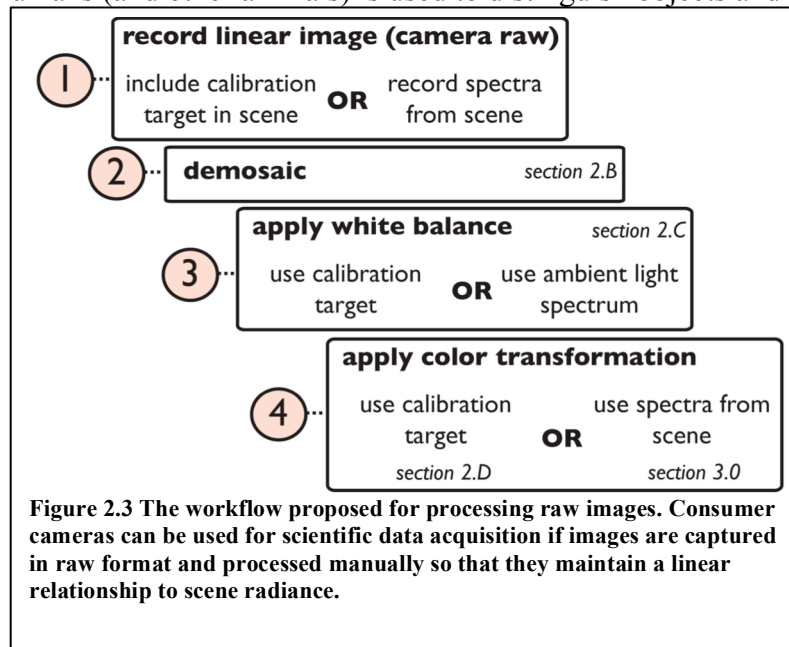 record linear image (camera raw)
1
include calibration OR record spectra
target in scene from scene
2
demosaic section 2.B
apply white balance section 2.C
3
use calibration OR use ambient light
target spectrum
apply color transformation
4
use calibration use spectra from
target OR scene
section 2.D section 3.0
Figure 2.3 The workflow proposed for processing raw images. Consumer
cameras can be used for scientific data acquisition if images are captured
in raw format and processed manually so that they maintain a linear
relationship to scene radiance.